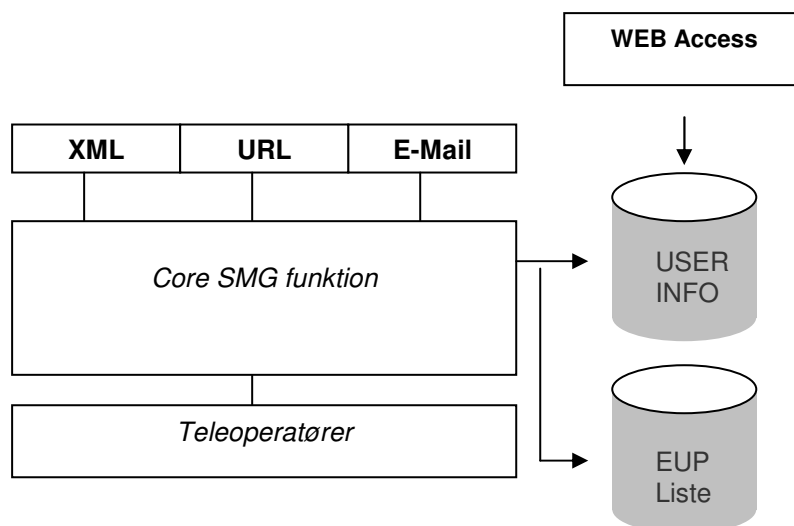 WEB Access
XML URL E-Mail
Core SMG funktion
USER
INFO
Teleoperatører
EUP
Liste